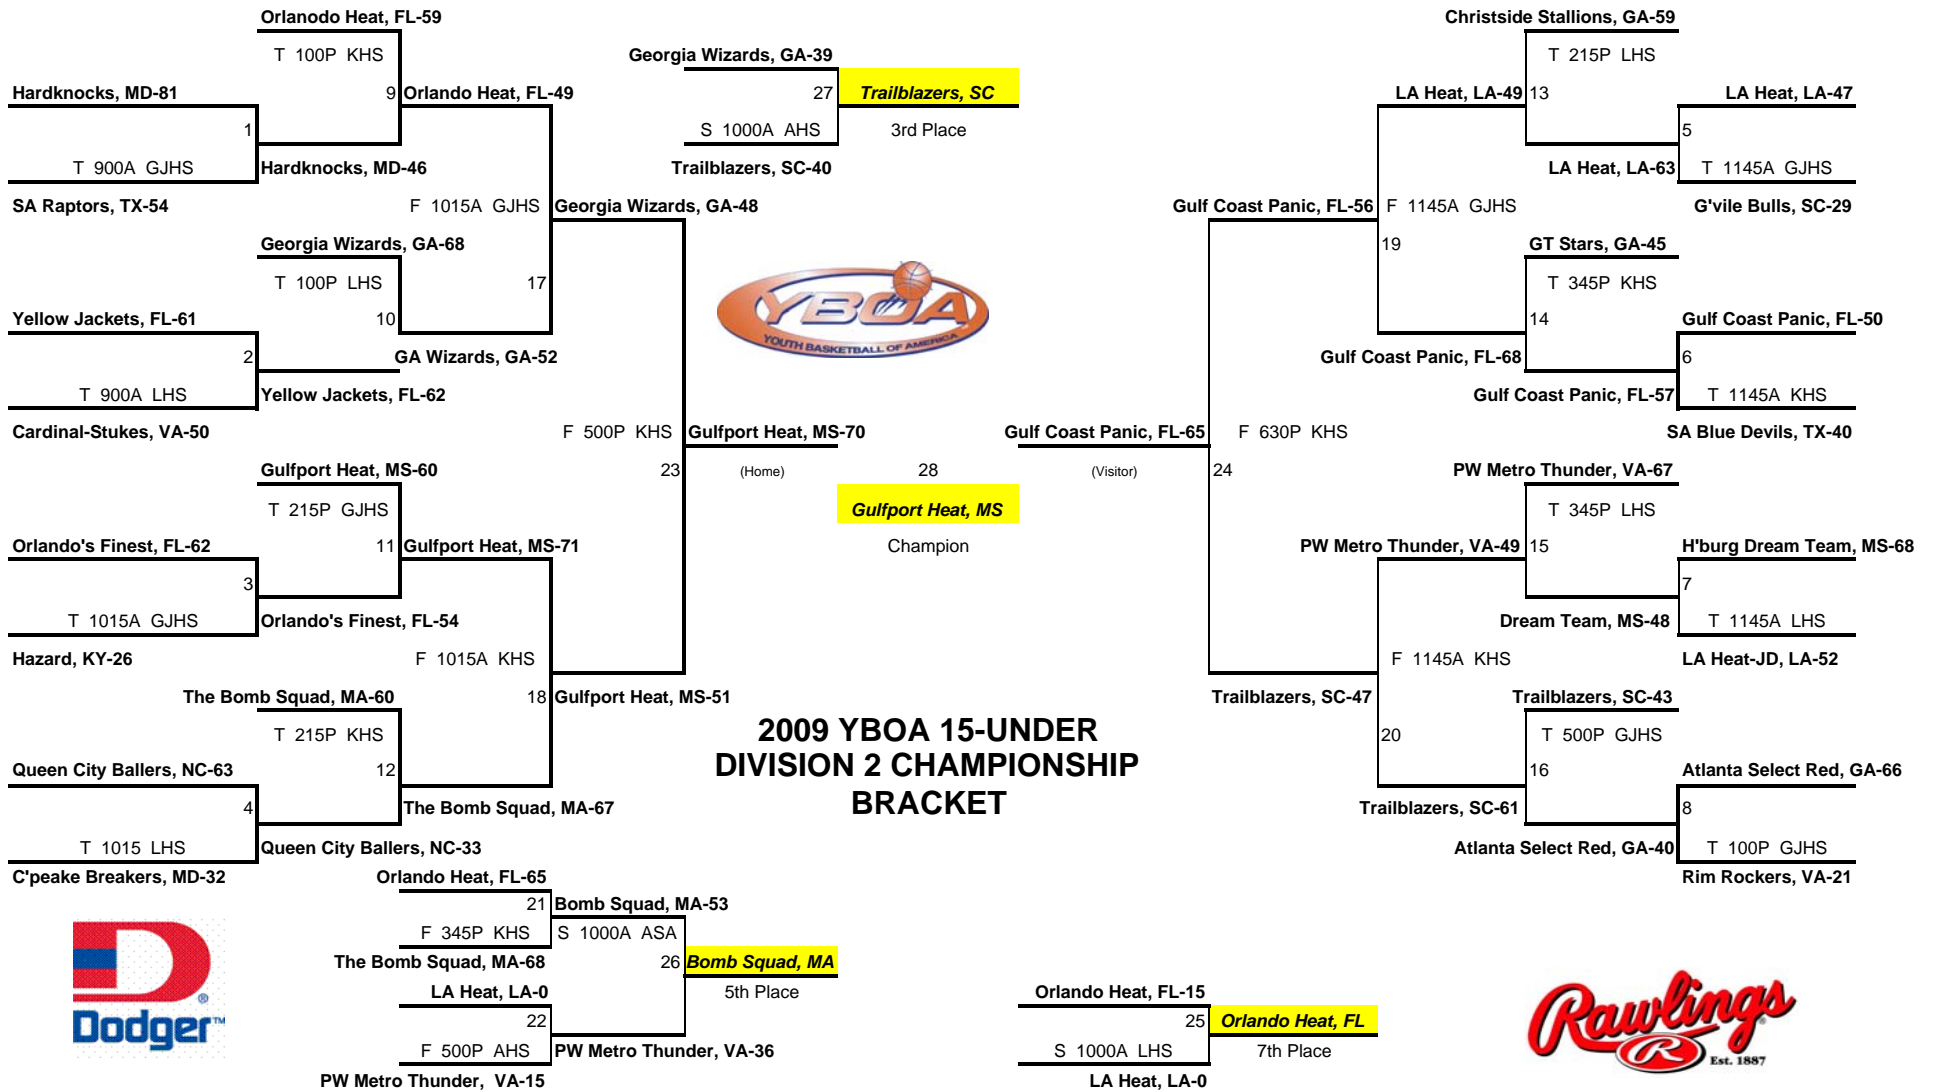 Orlanodo Heat, FL-59
Christside Stallions, GA-59
T 100P KHS
Georgia Wizards, GA-39
T 215P LHS
Hardknocks, MD-81
9
Orlando Heat, FL-49
27
Trailblazers, SC
LA Heat, LA-49
13
LA Heat, LA-47
1
S 1000A AHS
3rd Place
5
T 900A GJHS
Hardknocks, MD-46
Trailblazers, SC-40
LA Heat, LA-63
T 1145A GJHS
SA Raptors, TX-54
F 1015A GJHS
Georgia Wizards, GA-48
Gulf Coast Panic, FL-56
F 1145A GJHS
G'vile Bulls, SC-29
Georgia Wizards, GA-68
19
GT Stars, GA-45
T 100P LHS
17
T 345P KHS
Yellow Jackets, FL-61
10
YBOA
YOUTH BASKETBALL OF AMERICA
14
Gulf Coast Panic, FL-50
2
GA Wizards, GA-52
Gulf Coast Panic, FL-68
6
T 900A LHS
Yellow Jackets, FL-62
Gulf Coast Panic, FL-57
T 1145A KHS
Cardinal-Stukes, VA-50
F 500P KHS
Gulfport Heat, MS-70
Gulf Coast Panic, FL-65
F 630P KHS
SA Blue Devils, TX-40
Gulfport Heat, MS-60
23
(Home)
28
(Visitor)
24
PW Metro Thunder, VA-67
T 215P GJHS
Gulfport Heat, MS
T 345P LHS
Orlando's Finest, FL-62
11
Gulfport Heat, MS-71
Champion
PW Metro Thunder, VA-49
15
H'burg Dream Team, MS-68
3
7
T 1015A GJHS
Orlando's Finest, FL-54
Dream Team, MS-48
T 1145A LHS
Hazard, KY-26
F 1015A KHS
F 1145A KHS
LA Heat-JD, LA-52
The Bomb Squad, MA-60
18
Gulfport Heat, MS-51
Trailblazers, SC-47
Trailblazers, SC-43
T 215P KHS
2009 YBOA 15-UNDER
DIVISION 2 CHAMPIONSHIP
BRACKET
20
T 500P GJHS
Queen City Ballers, NC-63
12
16
Atlanta Select Red, GA-66
4
The Bomb Squad, MA-67
Trailblazers, SC-61
8
T 1015 LHS
Queen City Ballers, NC-33
Atlanta Select Red, GA-40
T 100P GJHS
C'peake Breakers, MD-32
Orlando Heat, FL-65
Rim Rockers, VA-21
21
Bomb Squad, MA-53
F 345P KHS
S 1000A ASA
The Bomb Squad, MA-68
26
Bomb Squad, MA
LA Heat, LA-0
5th Place
Orlando Heat, FL-15
22
25
Orlando Heat, FL
F 500P AHS
PW Metro Thunder, VA-36
S 1000A LHS
7th Place
PW Metro Thunder, VA-15
LA Heat, LA-0
D
®
Dodger™
Rawlings
R
Est. 1887